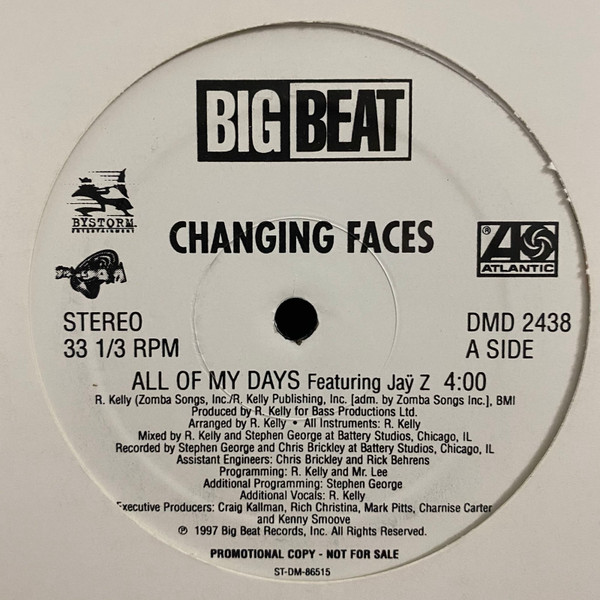 BIG BEAT
BYSTORM
ENTERTAINMENT
CHANGING FACES
®
ATLANTIC
STEREO
33 1/3 RPM
DMD 2438
A SIDE
ALL OF MY DAYS Featuring Jaÿ Z 4:00
R. Kelly (Zomba Songs, Inc./R. Kelly Publishing, Inc. [adm. by Zomba Songs Inc.], BMI
Produced by R. Kelly for Bass Productions Ltd.
Arranged by R. Kelly • All Instruments: R. Kelly
Mixed by R. Kelly and Stephen George at Battery Studios, Chicago, IL
Recorded by Stephen George and Chris Brickley at Battery Studios, Chicago, IL
Assistant Engineers: Chris Brickley and Rick Behrens
Programming: R. Kelly and Mr. Lee
Additional Programming: Stephen George
Additional Vocals: R. Kelly
Executive Producers: Craig Kallman, Rich Christina, Mark Pitts, Charnise Carter
and Kenny Smoove
℗ 1997 Big Beat Records, Inc. All Rights Reserved.
PROMOTIONAL COPY - NOT FOR SALE
ST-DM-86515